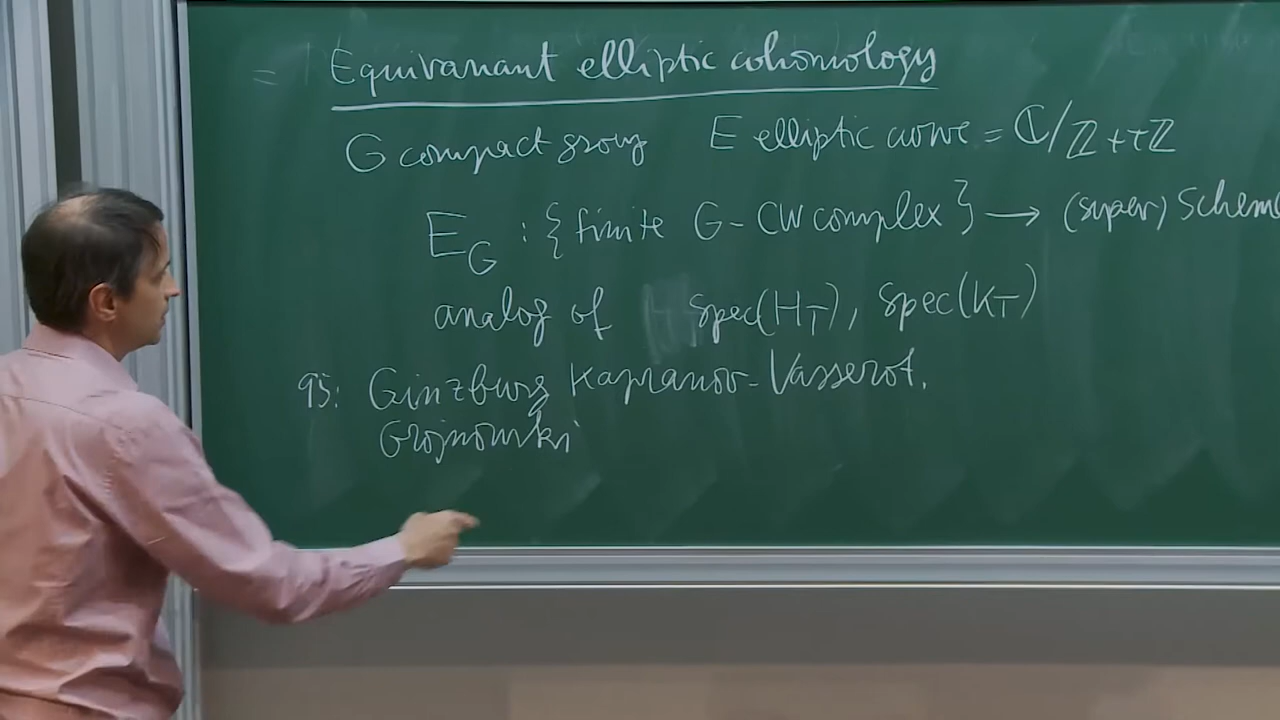 = Equivariant elliptic cohomology
G compact group E elliptic curve = ℂ/ℤ+τℤ
E_G : {finite G-CW complex} → (super) Scheme
analog of Spec(H_T), Spec(K_T)
95: Ginzburg Kapranov-Vasserot.
Grojnowski